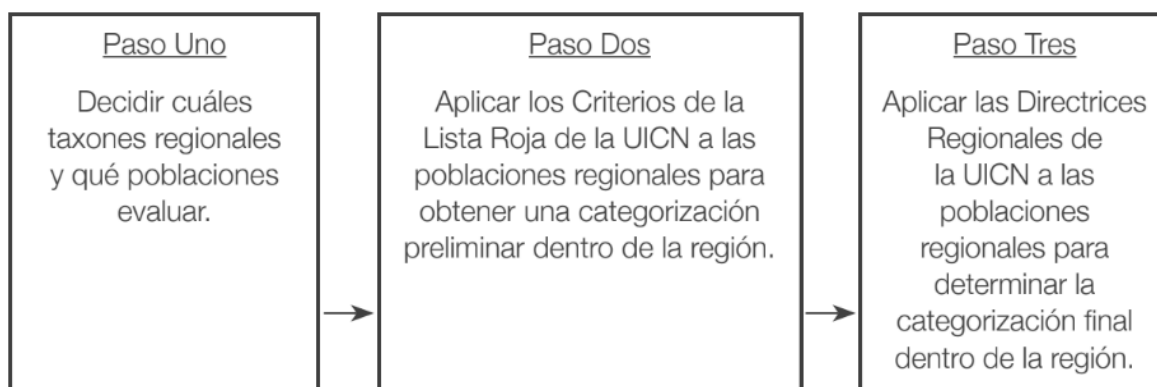 Paso Uno
Decidir cuáles
taxones regionales
y qué poblaciones
evaluar.
Paso Dos
Aplicar los Criterios de la
Lista Roja de la UICN a las
poblaciones regionales para
obtener una categorización
preliminar dentro de la región.
Paso Tres
Aplicar las Directrices
Regionales de
la UICN a las
poblaciones
regionales para
determinar la
categorización final
dentro de la región.